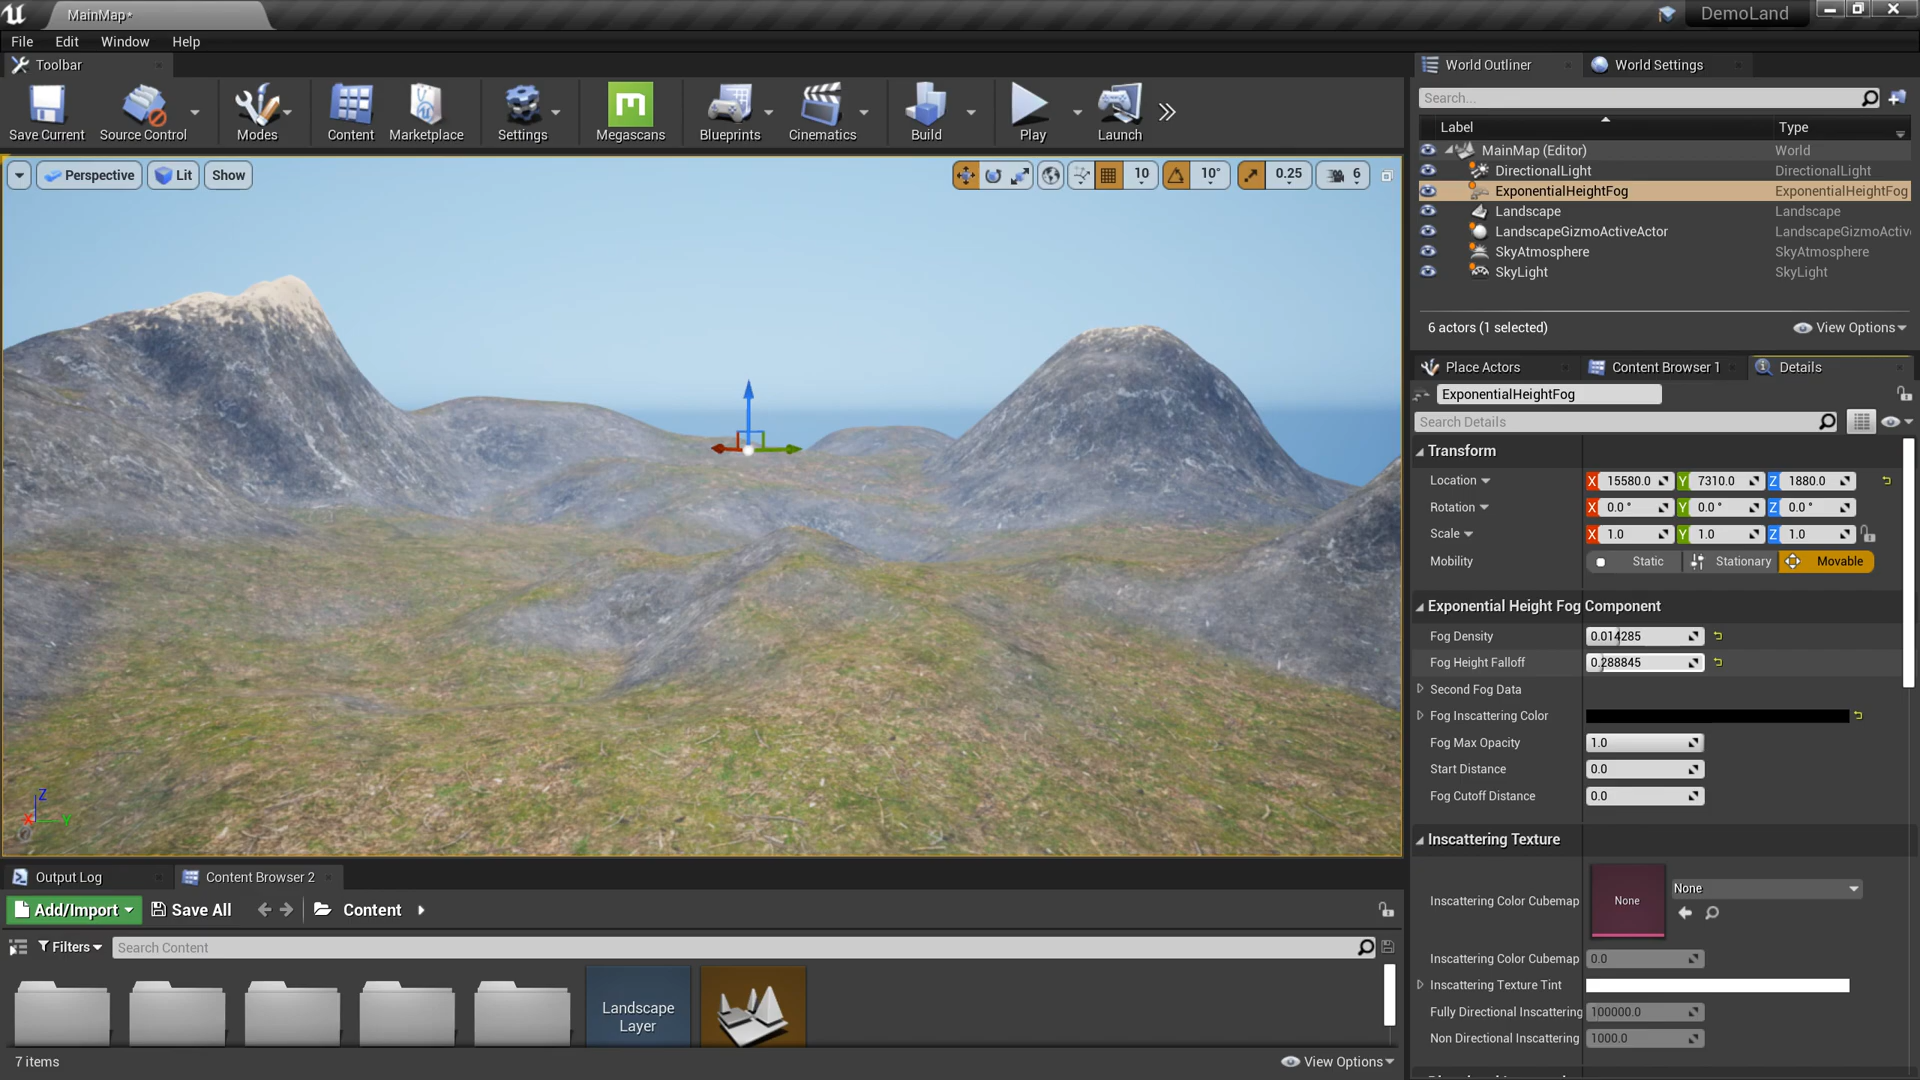 MainMap*
DemoLand
File Edit Window Help
Toolbar
Save Current Source Control Modes Content Marketplace Settings Megascans Blueprints Cinematics Build Play Launch
Perspective Lit Show 10 10° 0.25 6
World Outliner World Settings
Search...
Label Type
MainMap (Editor) World
DirectionalLight DirectionalLight
ExponentialHeightFog ExponentialHeightFog
Landscape Landscape
LandscapeGizmoActiveActor LandscapeGizmoActiv
SkyAtmosphere SkyAtmosphere
SkyLight SkyLight
6 actors (1 selected) View Options
Place Actors Content Browser 1 Details
ExponentialHeightFog
Search Details
Transform
Location X 15580.0 Y 7310.0 Z 1880.0
Rotation X 0.0 ° Y 0.0 ° Z 0.0 °
Scale X 1.0 Y 1.0 Z 1.0
Mobility Static Stationary Movable
Exponential Height Fog Component
Fog Density 0.014285
Fog Height Falloff 0.288845
Second Fog Data
Fog Inscattering Color
Fog Max Opacity 1.0
Start Distance 0.0
Fog Cutoff Distance 0.0
Inscattering Texture
Inscattering Color Cubemap None None
Inscattering Color Cubemap 0.0
Inscattering Texture Tint
Fully Directional Inscattering 100000.0
Non Directional Inscattering 1000.0
Z X Y
Output Log Content Browser 2
Add/Import Save All Content
Filters Search Content
Landscape
Layer
7 items View Options